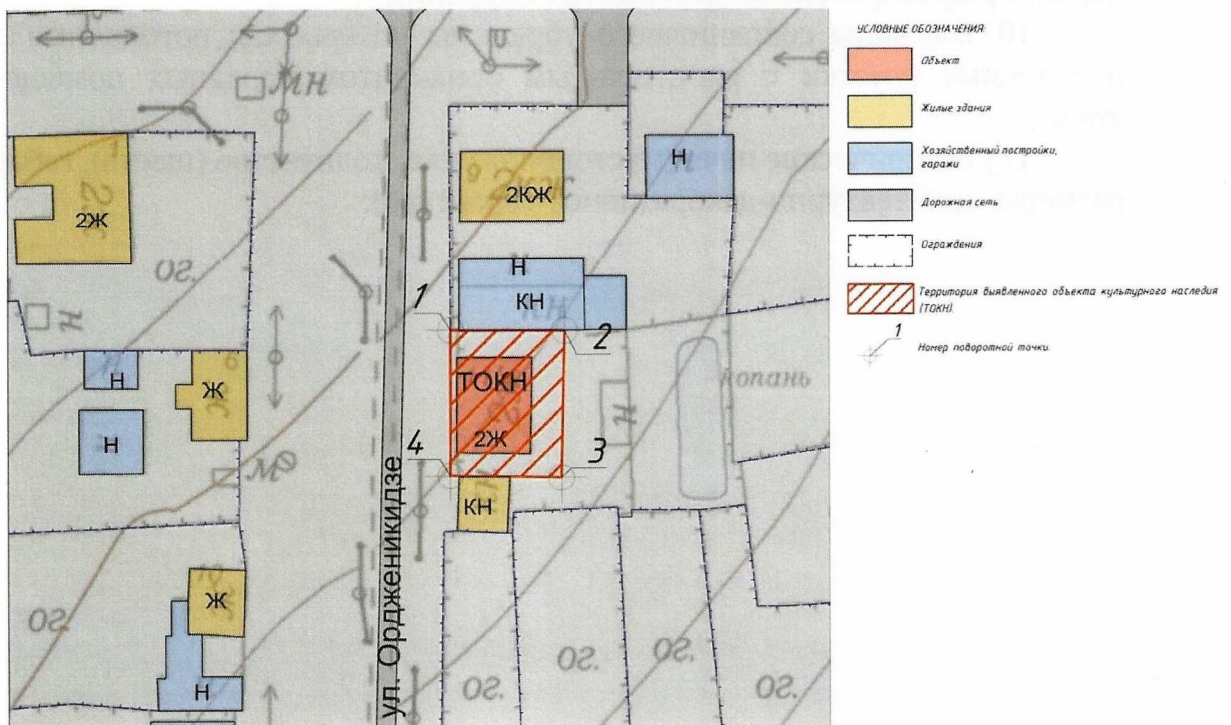 УСЛОВНЫЕ ОБОЗНАЧЕНИЯ:
Объект
Жилые здания
Хозяйственный постройки,
гаражи
Дорожная сеть
Ограждения
Территория выявленного объекта культурного наследия
(ТОКН).
1
Номер поворотной точки.
МН
Н
2КЖ
2Ж
ОГ.
Н
КН
1
2
Н
Н
Ж
Н
ТОКН
2Ж
Н
копань
4
3
М
КН
ул. Орджоникидзе
Ж
ОГ.
ОГ.
ОГ.
Н
ОГ.
ОГ.